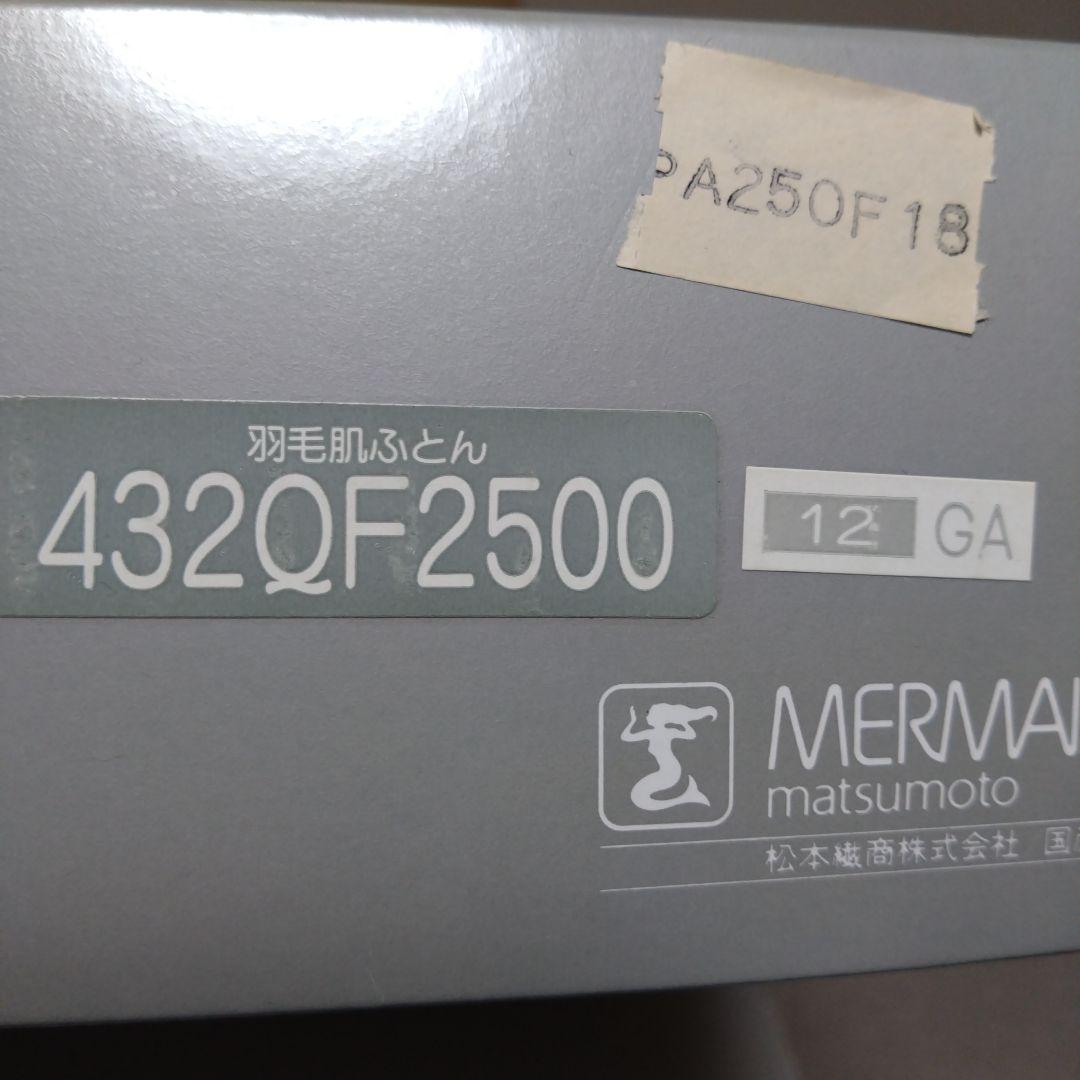 PA250F18
羽毛肌ふとん
432QF2500
12 GA
MERMAI
matsumoto
松本繊商株式会社